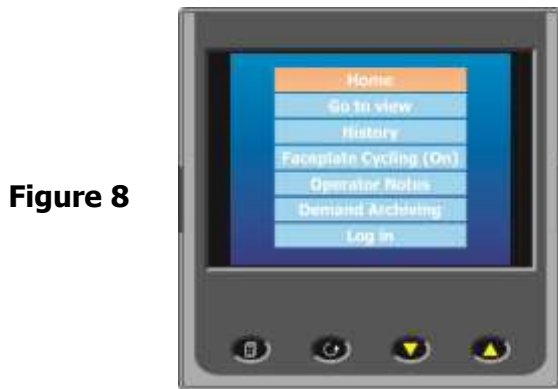 Figure 8
Home
Go to view
History
Faceplate Cycling (On)
Operator Notes
Demand Archiving
Log in